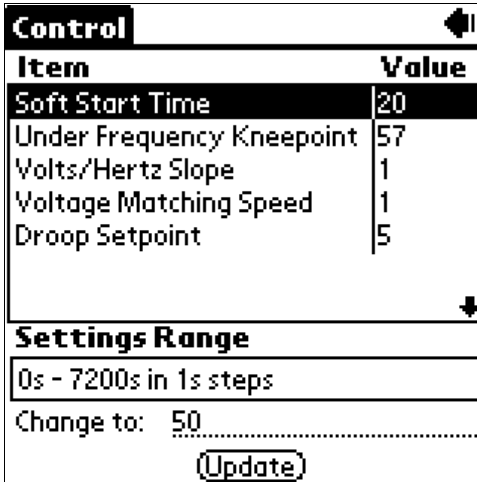 Control
Item Value
Soft Start Time 20
Under Frequency Kneepoint 57
Volts/Hertz Slope 1
Voltage Matching Speed 1
Droop Setpoint 5
Settings Range
0s - 7200s in 1s steps
Change to: 50
Update